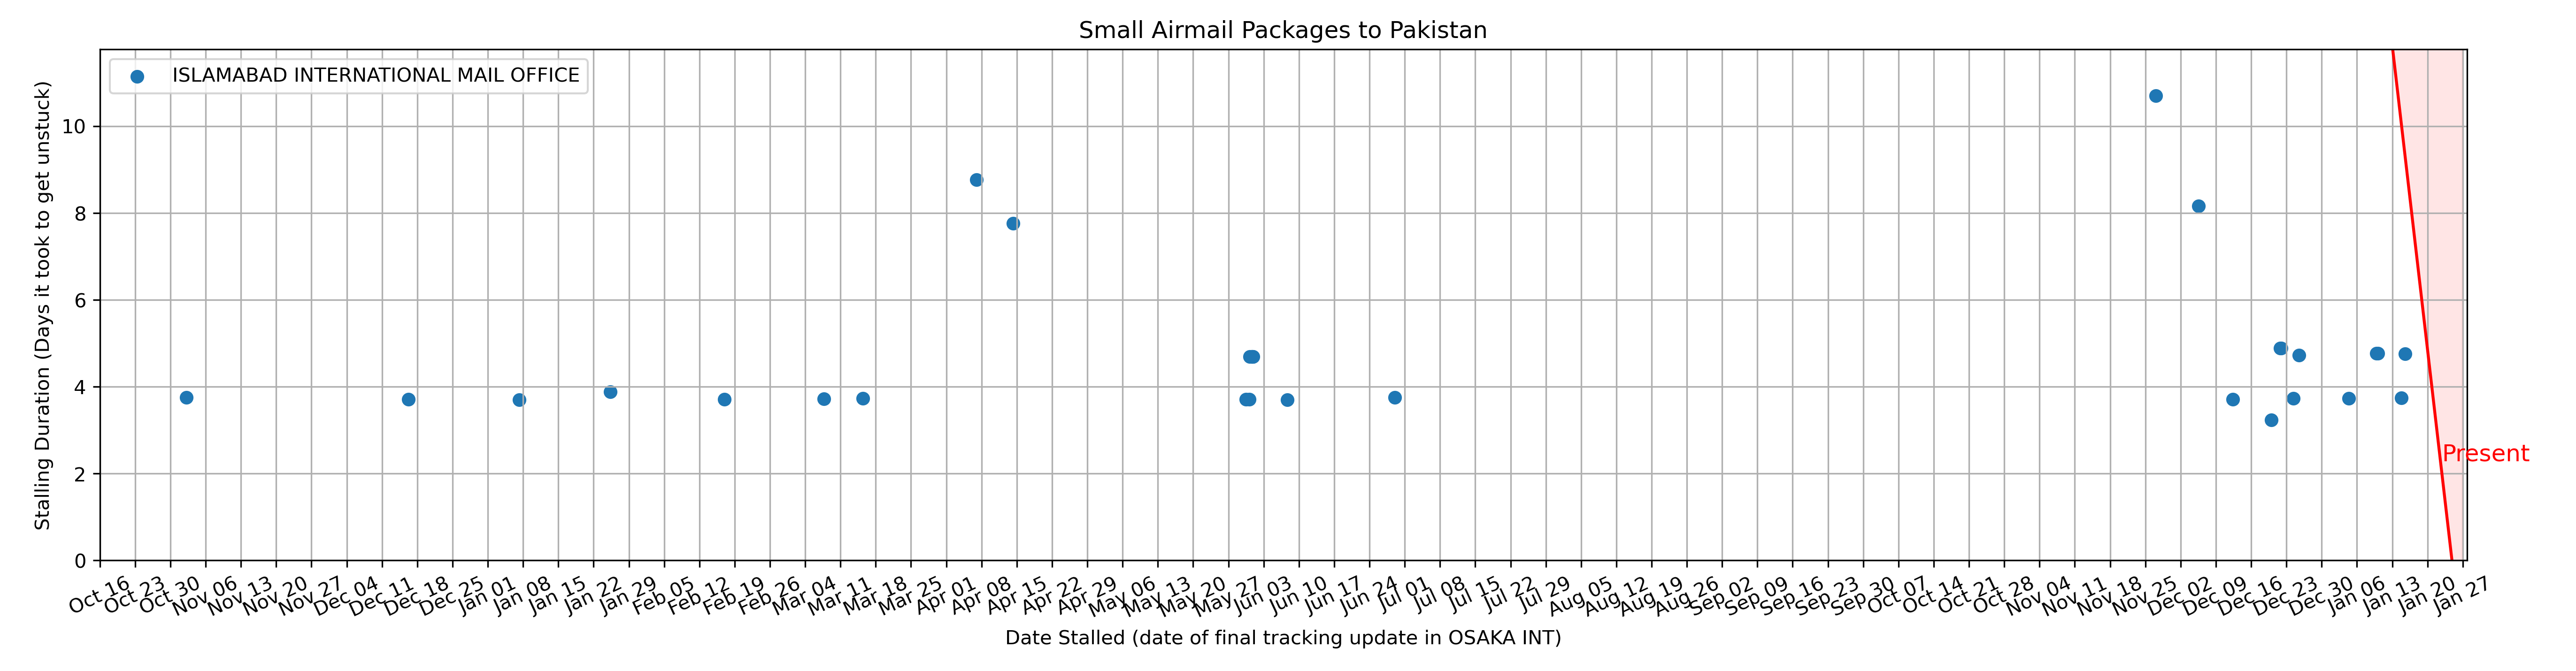 Small Airmail Packages to Pakistan
ISLAMABAD INTERNATIONAL MAIL OFFICE
Stalling Duration (Days it took to get unstuck)
10
8
6
4
2
0
Present
Oct 16
Oct 23
Oct 30
Nov 06
Nov 13
Nov 20
Nov 27
Dec 04
Dec 11
Dec 18
Dec 25
Jan 01
Jan 08
Jan 15
Jan 22
Jan 29
Feb 05
Feb 12
Feb 19
Feb 26
Mar 04
Mar 11
Mar 18
Mar 25
Apr 01
Apr 08
Apr 15
Apr 22
Apr 29
May 06
May 13
May 20
May 27
Jun 03
Jun 10
Jun 17
Jun 24
Jul 01
Jul 08
Jul 15
Jul 22
Jul 29
Aug 05
Aug 12
Aug 19
Aug 26
Sep 02
Sep 09
Sep 16
Sep 23
Sep 30
Oct 07
Oct 14
Oct 21
Oct 28
Nov 04
Nov 11
Nov 18
Nov 25
Dec 02
Dec 09
Dec 16
Dec 23
Dec 30
Jan 06
Jan 13
Jan 20
Jan 27
Date Stalled (date of final tracking update in OSAKA INT)